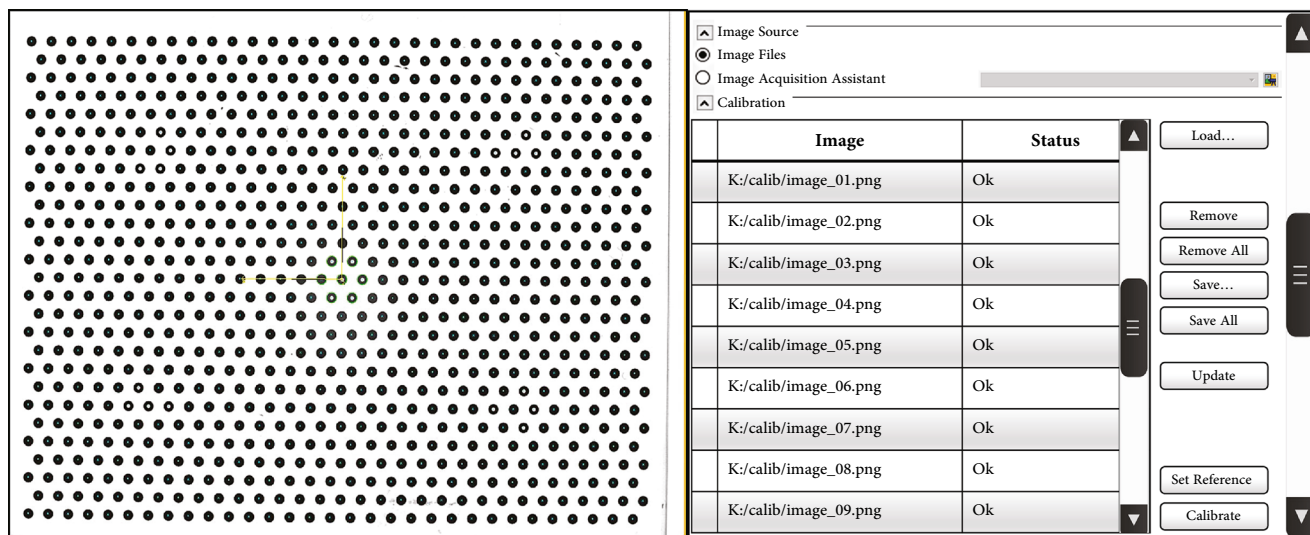 Image Source
Image Files
Image Acquisition Assistant
Calibration
Image Status
Load...
K:/calib/image_01.png Ok
K:/calib/image_02.png Ok
Remove
K:/calib/image_03.png Ok
Remove All
K:/calib/image_04.png Ok
Save...
Save All
K:/calib/image_05.png Ok
K:/calib/image_06.png Ok
Update
K:/calib/image_07.png Ok
K:/calib/image_08.png Ok
Set Reference
K:/calib/image_09.png Ok
Calibrate